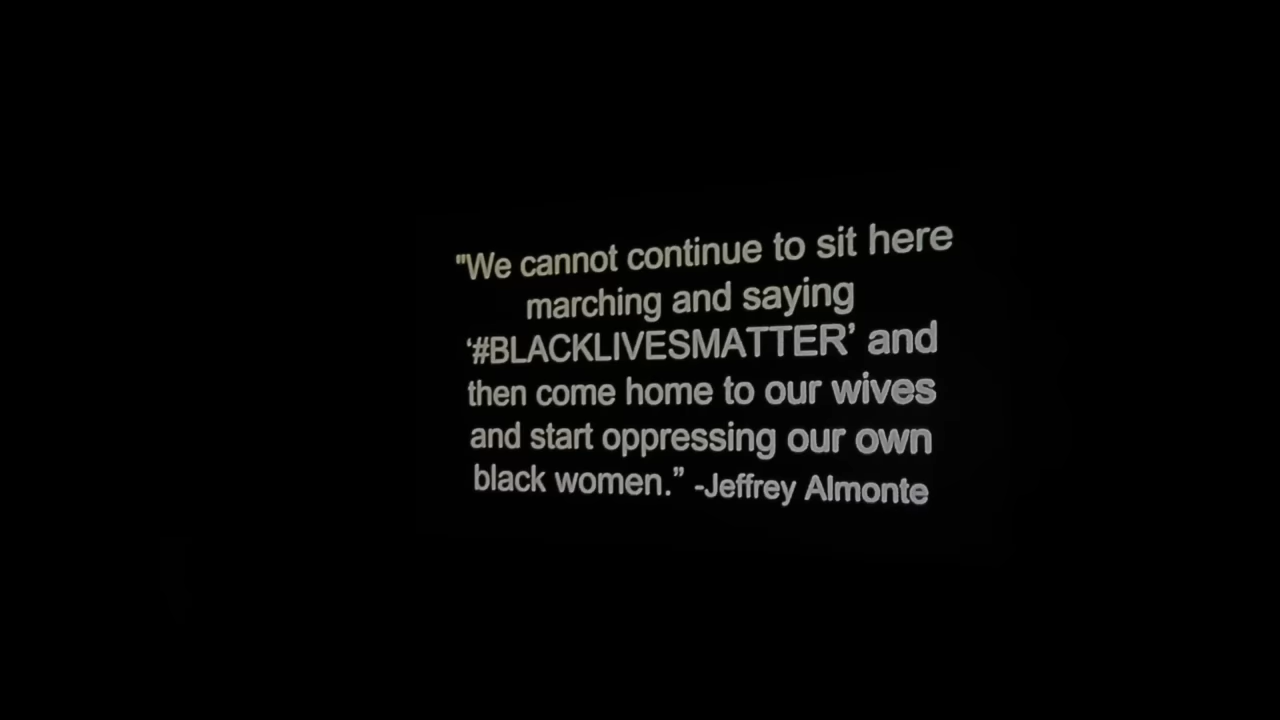 "We cannot continue to sit here
marching and saying
‘#BLACKLIVESMATTER’ and
then come home to our wives
and start oppressing our own
black women.” -Jeffrey Almonte